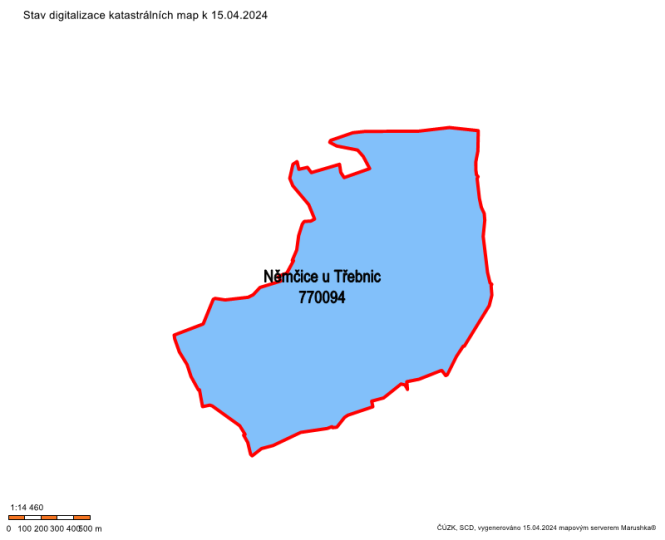 Stav digitalizace katastrálních map k 15.04.2024
Němčice u Třebnic
770094
1:14 460
0 100 200 300 400 500 m
ČÚZK, SCD, vygenerováno 15.04.2024 mapovým serverem Marushka®